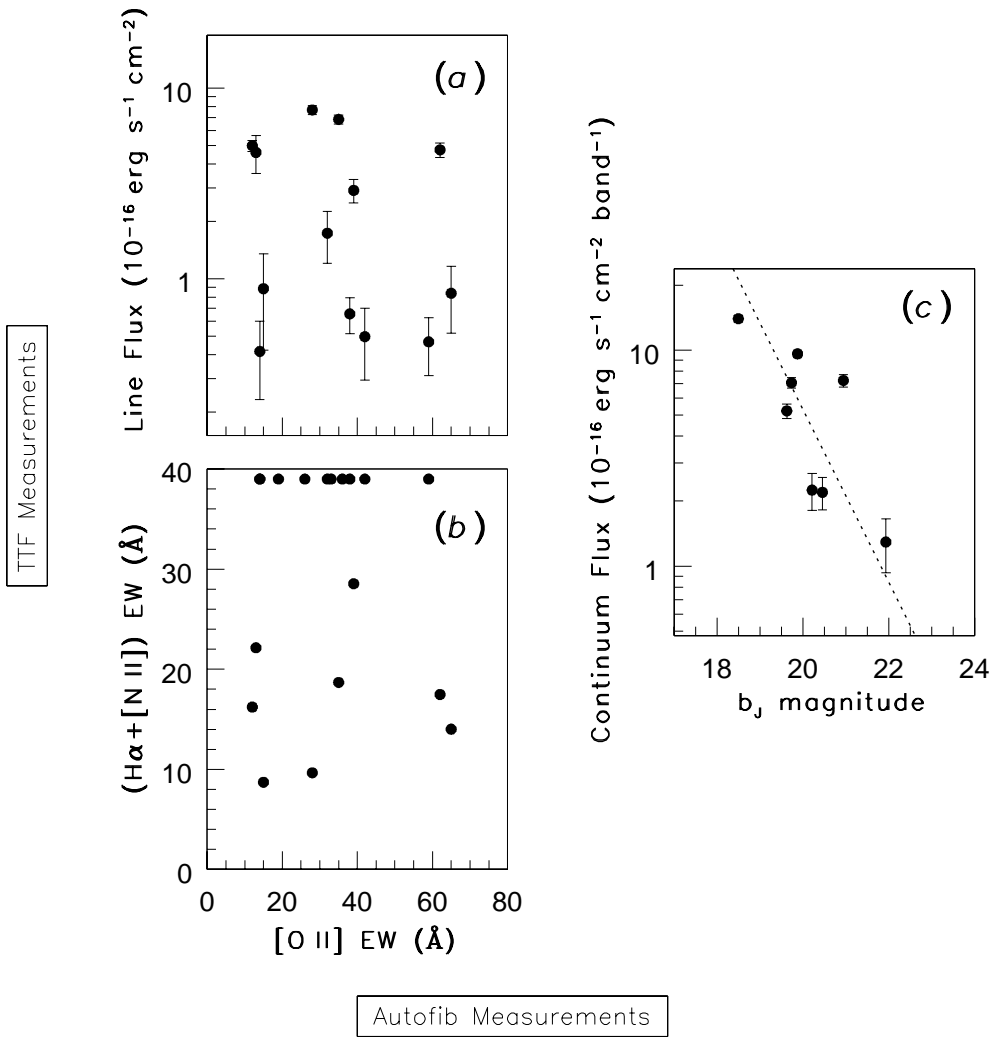 TTF Measurements
Line Flux (10⁻¹⁶ erg s⁻¹ cm⁻²)
10
1
(a)
(Hα+[N II]) EW (Å)
40
30
20
10
0
(b)
0 20 40 60 80
[O II] EW (Å)
Continuum Flux (10⁻¹⁶ erg s⁻¹ cm⁻² band⁻¹)
10
1
(c)
18 20 22 24
b_J magnitude
Autofib Measurements